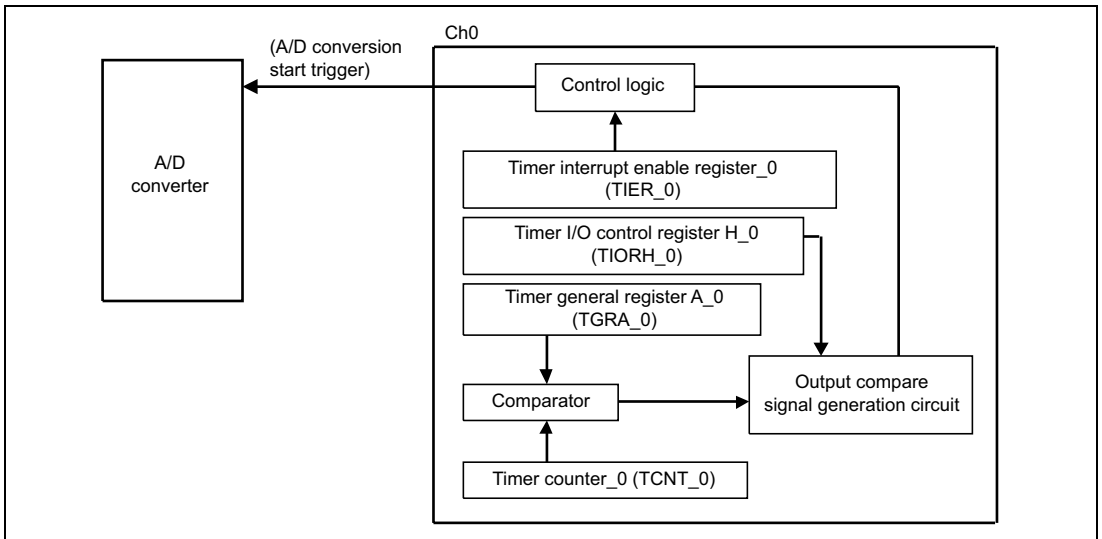 Ch0
(A/D conversion
start trigger)
Control logic
A/D
converter
Timer interrupt enable register_0
(TIER_0)
Timer I/O control register H_0
(TIORH_0)
Timer general register A_0
(TGRA_0)
Comparator
Output compare
signal generation circuit
Timer counter_0 (TCNT_0)